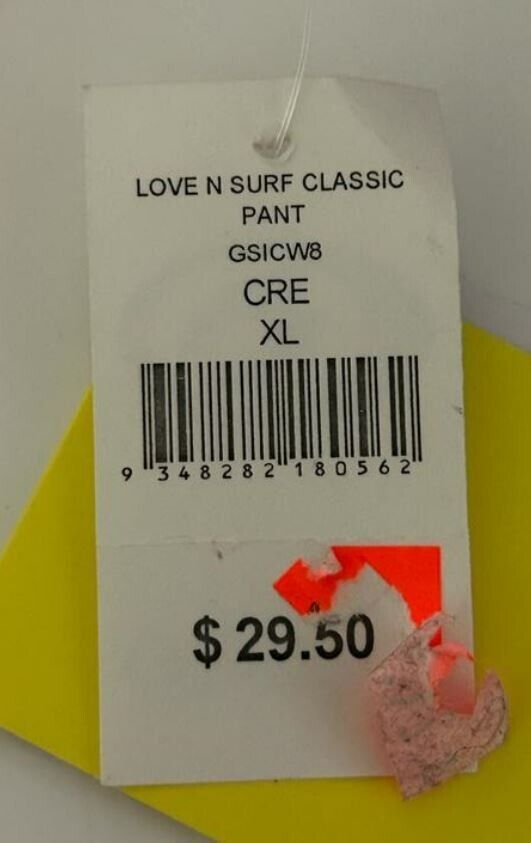 LOVE N SURF CLASSIC
PANT
GSICW8
CRE
XL
9 348282 180562
$ 29.50